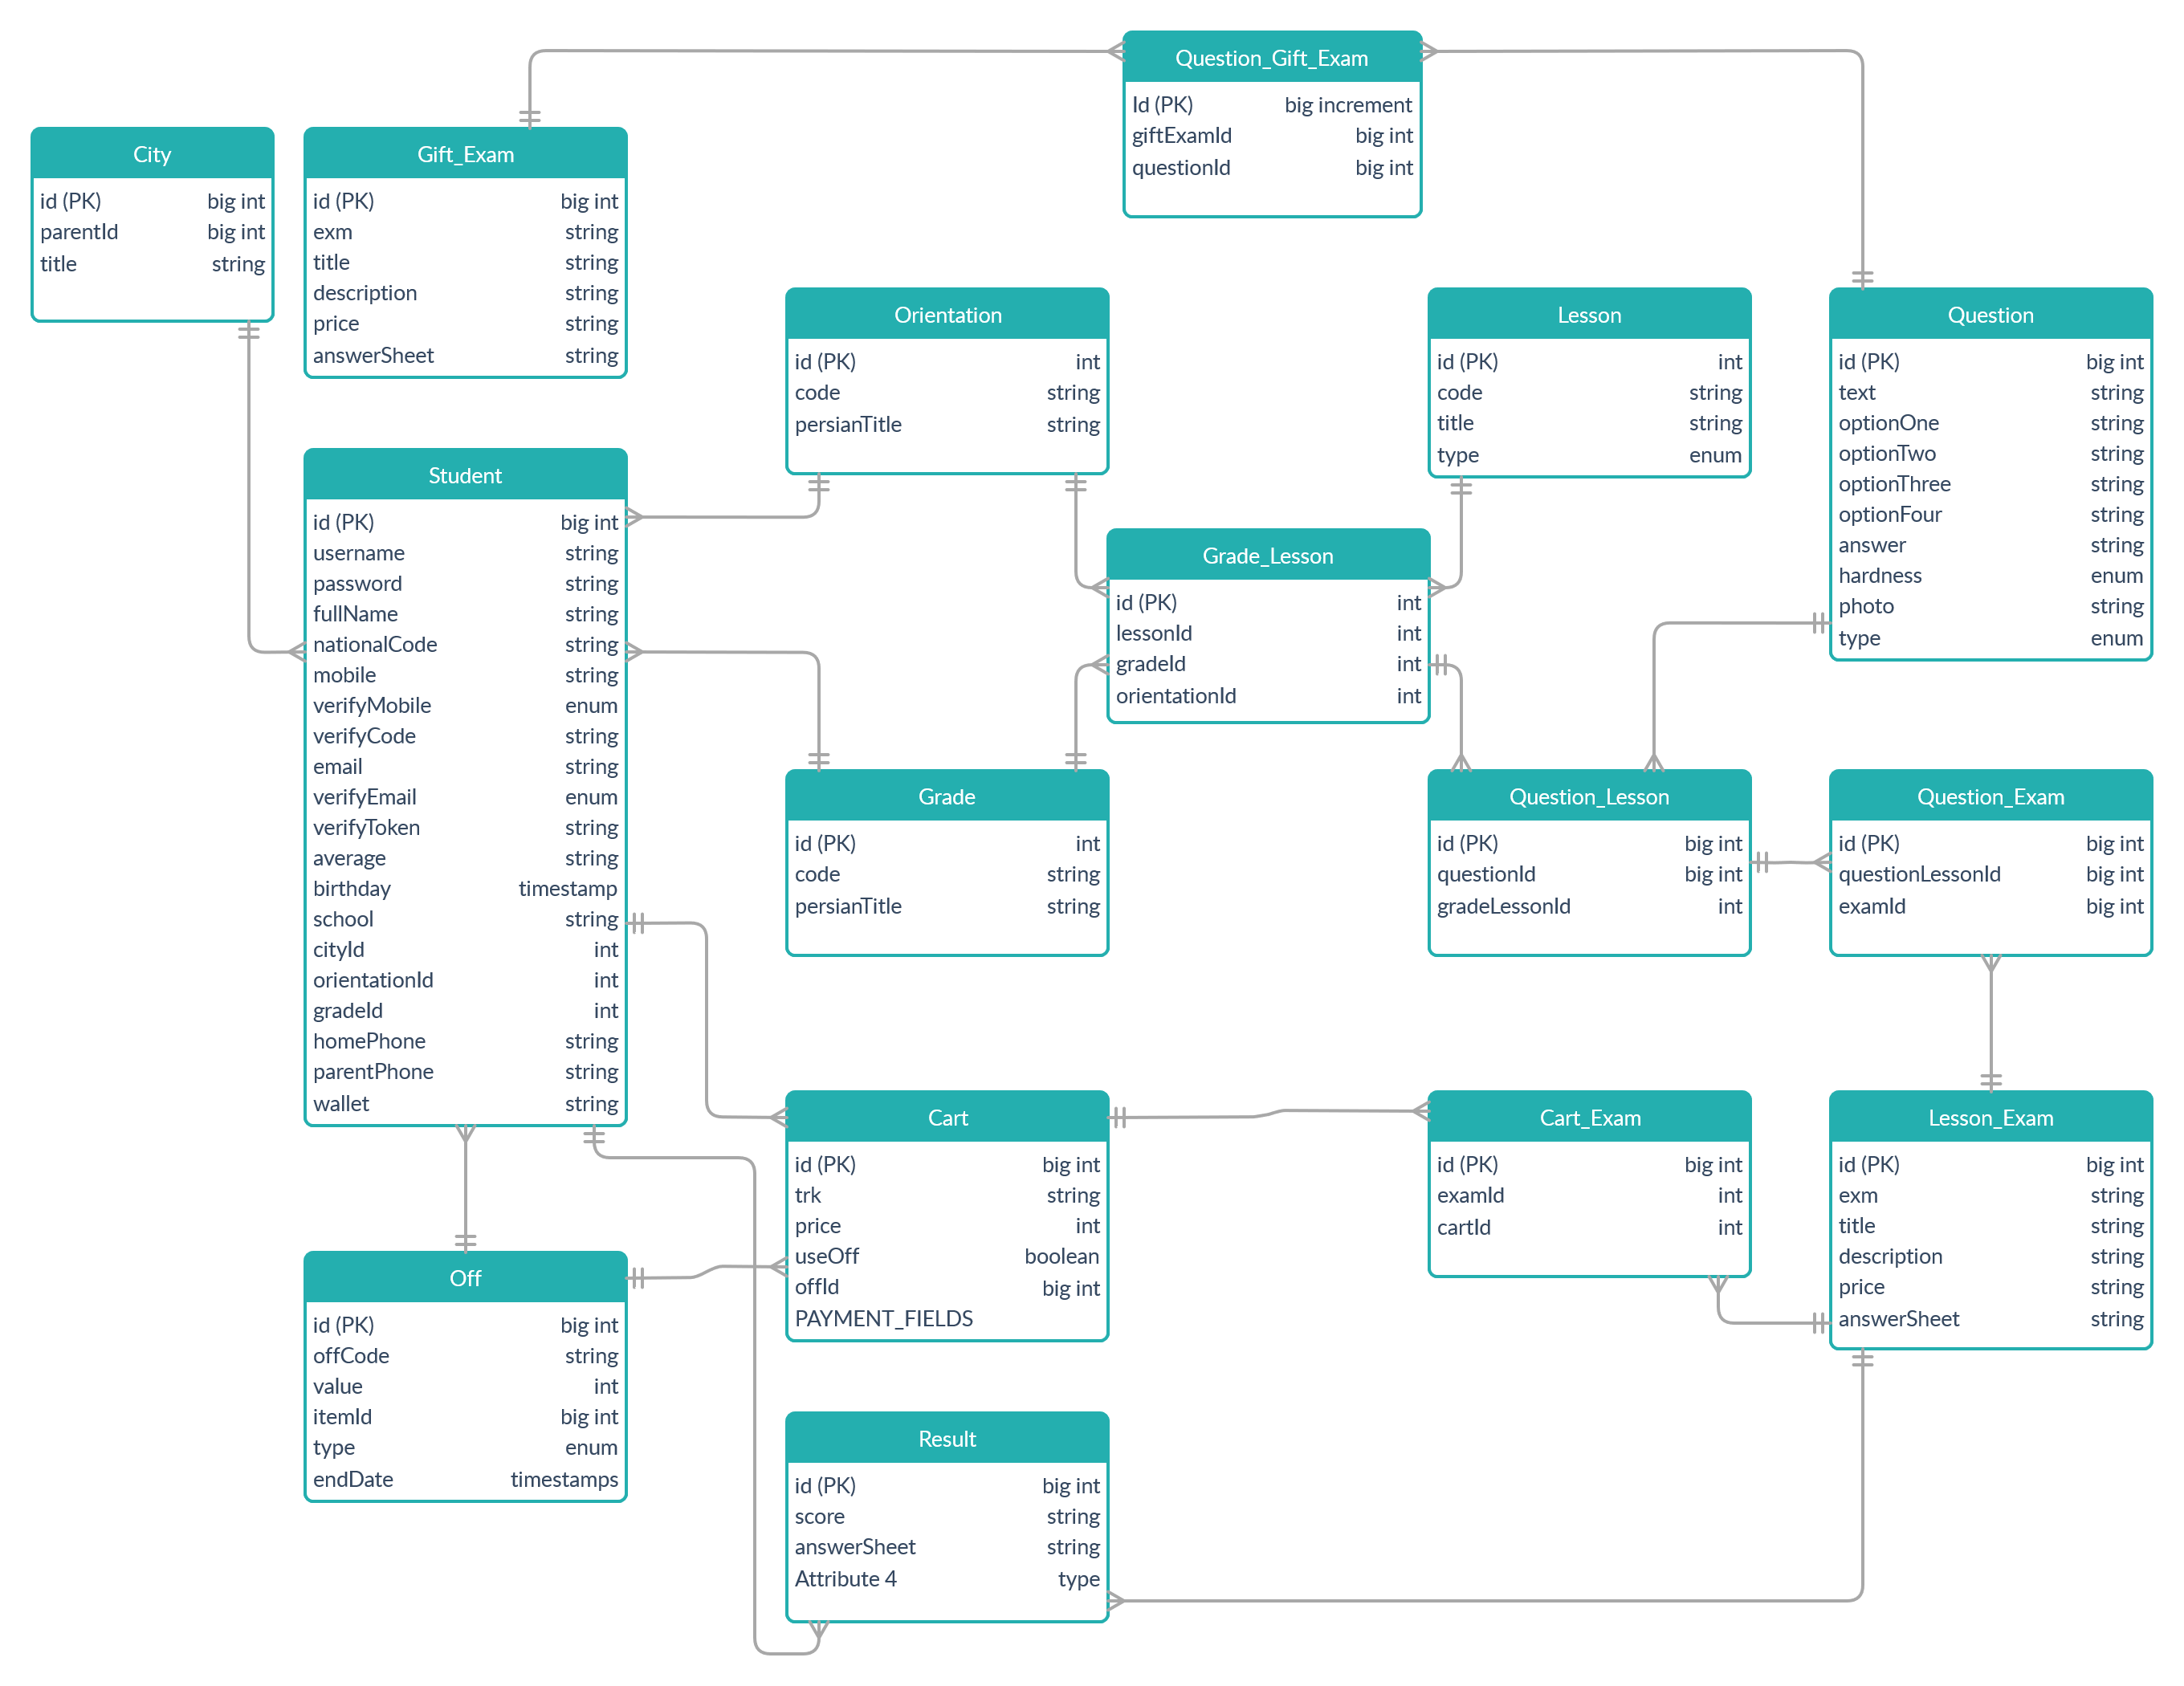 Question_Gift_Exam
Id (PK) big increment
giftExamId big int
questionId big int
City
id (PK) big int
parentId big int
title string
Gift_Exam
id (PK) big int
exm string
title string
description string
price string
answerSheet string
Orientation
id (PK) int
code string
persianTitle string
Lesson
id (PK) int
code string
title string
type enum
Question
id (PK) big int
text string
optionOne string
optionTwo string
optionThree string
optionFour string
answer string
hardness enum
photo string
type enum
Student
id (PK) big int
username string
password string
fullName string
nationalCode string
mobile string
verifyMobile enum
verifyCode string
email string
verifyEmail enum
verifyToken string
average string
birthday timestamp
school string
cityId int
orientationId int
gradeId int
homePhone string
parentPhone string
wallet string
Grade_Lesson
id (PK) int
lessonId int
gradeId int
orientationId int
Grade
id (PK) int
code string
persianTitle string
Question_Lesson
id (PK) big int
questionId big int
gradeLessonId int
Question_Exam
id (PK) big int
questionLessonId big int
examId big int
Cart
id (PK) big int
trk string
price int
useOff boolean
offId big int
PAYMENT_FIELDS
Cart_Exam
id (PK) big int
examId int
cartId int
Lesson_Exam
id (PK) big int
exm string
title string
description string
price string
answerSheet string
Off
id (PK) big int
offCode string
value int
itemId big int
type enum
endDate timestamps
Result
id (PK) big int
score string
answerSheet string
Attribute 4 type